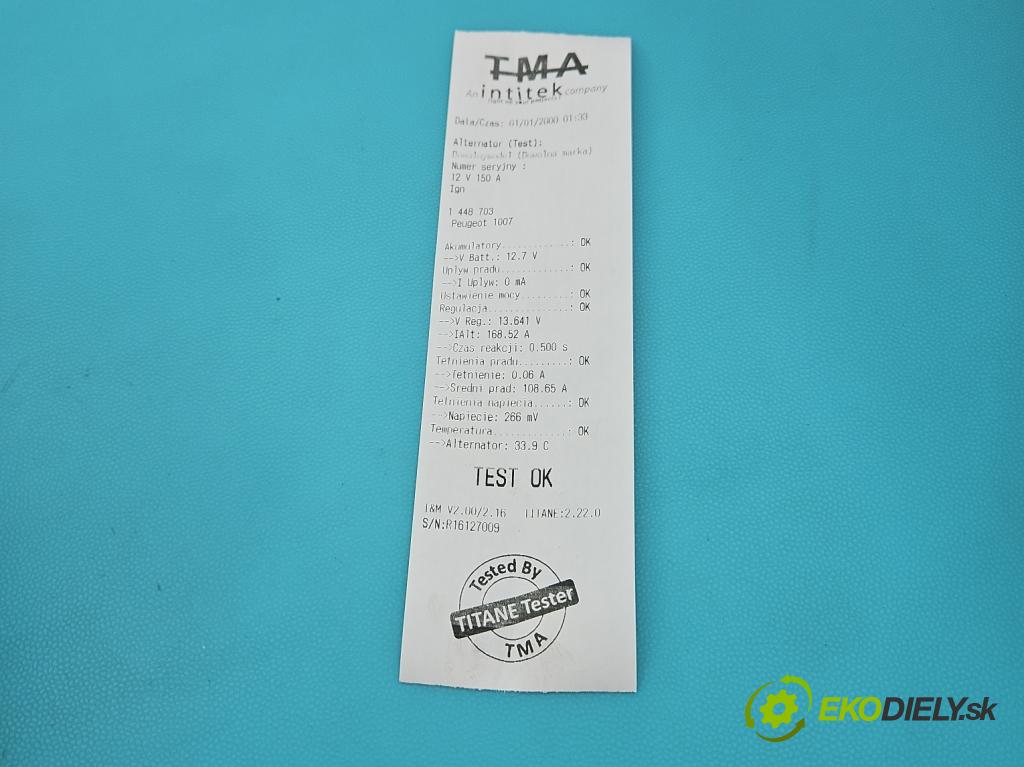 TMA
An intitek company
Data/Czas: 01/01/2000 01:33
Alternator (Test):
(Dowolna marka)
Numer seryjny :
12 V 150 A
Ign
1 448 703
Peugeot 1007
Akumulatory.............: OK
-->V Batt.: 12.7 V
Uplyw pradu.............: OK
-->I Uplyw: 0 mA
Ustawienie mocy.........: OK
Regulacja...............: OK
-->V Reg.: 13.641 V
-->IAlt: 168.52 A
-->Czas reakcji: 0.500 s
Tetnienia pradu.........: OK
-->Tetnienie: 0.06 A
-->Sredni prad: 108.65 A
Tetnienia napiecia......: OK
-->Napiecie: 266 mV
Temperatura.............: OK
-->Alternator: 33.9 C
TEST OK
T&M V2.00/2.16 TITANE:2.22.0
S/N:R16127009
Tested By
TITANE Tester
TMA
EKODIELY.sk